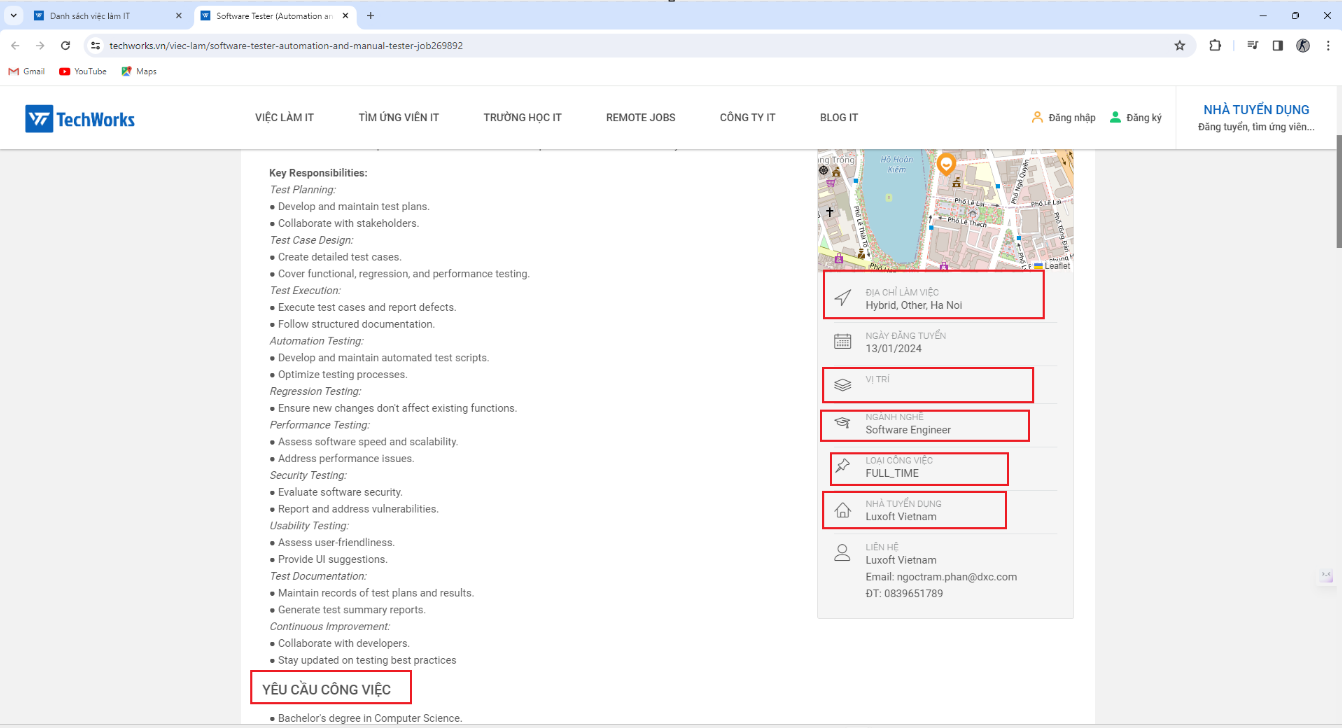 Danh sách việc làm IT
Software Tester (Automation an
techworks.vn/viec-lam/software-tester-automation-and-manual-tester-job269892
Gmail
YouTube
Maps
TechWorks
VIỆC LÀM IT
TÌM ỨNG VIÊN IT
TRƯỜNG HỌC IT
REMOTE JOBS
CÔNG TY IT
BLOG IT
Đăng nhập
Đăng ký
NHÀ TUYỂN DỤNG
Đăng tuyển, tìm ứng viên...
Key Responsibilities:
Test Planning:
● Develop and maintain test plans.
● Collaborate with stakeholders.
Test Case Design:
● Create detailed test cases.
● Cover functional, regression, and performance testing.
Test Execution:
● Execute test cases and report defects.
● Follow structured documentation.
Automation Testing:
● Develop and maintain automated test scripts.
● Optimize testing processes.
Regression Testing:
● Ensure new changes don't affect existing functions.
Performance Testing:
● Assess software speed and scalability.
● Address performance issues.
Security Testing:
● Evaluate software security.
● Report and address vulnerabilities.
Usability Testing:
● Assess user-friendliness.
● Provide UI suggestions.
Test Documentation:
● Maintain records of test plans and results.
● Generate test summary reports.
Continuous Improvement:
● Collaborate with developers.
● Stay updated on testing best practices
YÊU CẦU CÔNG VIỆC
● Bachelor's degree in Computer Science.
Hồ Hoàn
Kiếm
Phố Lê Thái Tổ
Phố Ngô Quyền
Phố Lê Lai
Phố Lê Thạch
Leaflet
ĐỊA CHỈ LÀM VIỆC
Hybrid, Other, Ha Noi
NGÀY ĐĂNG TUYỂN
13/01/2024
VỊ TRÍ
NGÀNH NGHỀ
Software Engineer
LOẠI CÔNG VIỆC
FULL_TIME
NHÀ TUYỂN DỤNG
Luxoft Vietnam
LIÊN HỆ
Luxoft Vietnam
Email: ngoctram.phan@dxc.com
ĐT: 0839651789